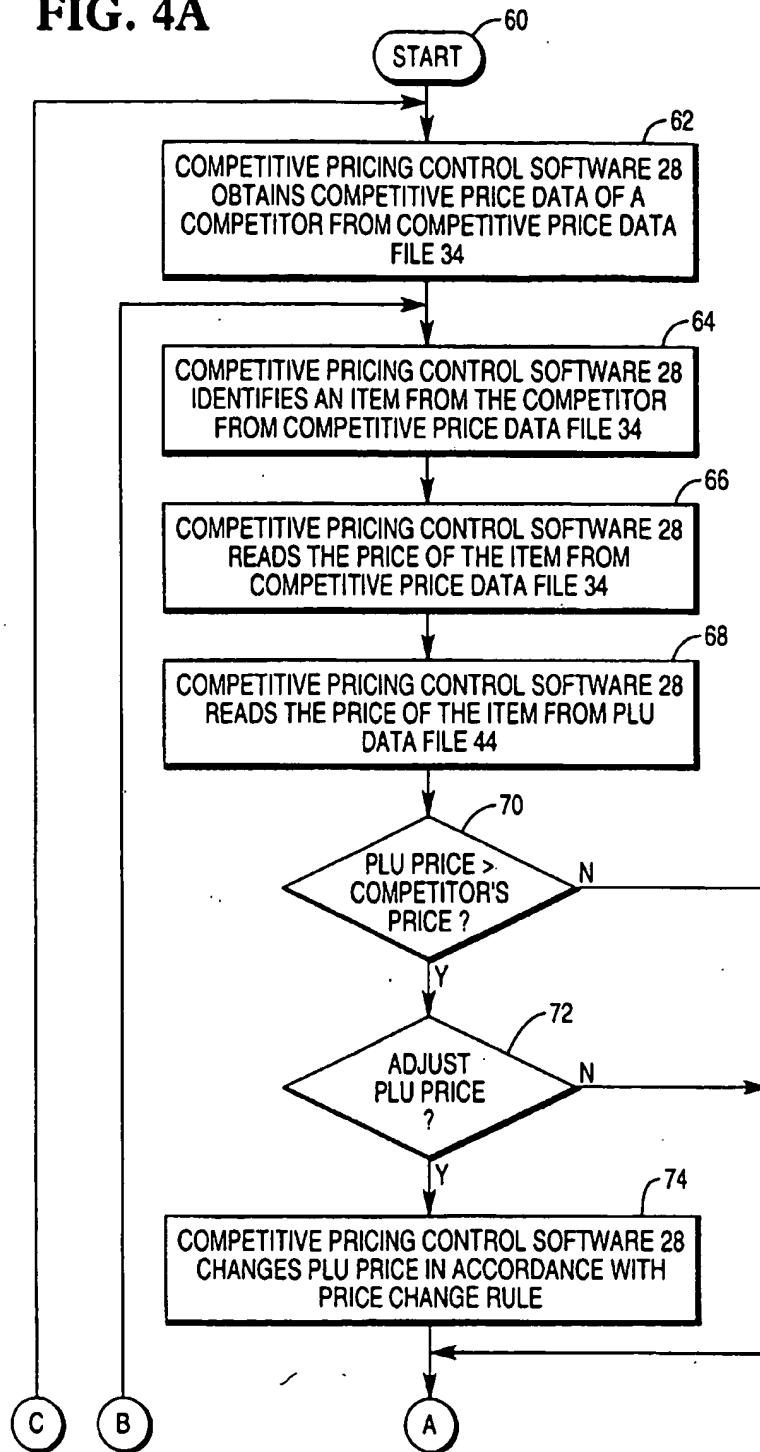 FIG. 4A
60
START
62
COMPETITIVE PRICING CONTROL SOFTWARE 28
OBTAINS COMPETITIVE PRICE DATA OF A
COMPETITOR FROM COMPETITIVE PRICE DATA
FILE 34
64
COMPETITIVE PRICING CONTROL SOFTWARE 28
IDENTIFIES AN ITEM FROM THE COMPETITOR
FROM COMPETITIVE PRICE DATA FILE 34
66
COMPETITIVE PRICING CONTROL SOFTWARE 28
READS THE PRICE OF THE ITEM FROM
COMPETITIVE PRICE DATA FILE 34
68
COMPETITIVE PRICING CONTROL SOFTWARE 28
READS THE PRICE OF THE ITEM FROM PLU
DATA FILE 44
70
PLU PRICE >
COMPETITOR'S
PRICE ?
N
Y
72
ADJUST
PLU PRICE
?
N
Y
74
COMPETITIVE PRICING CONTROL SOFTWARE 28
CHANGES PLU PRICE IN ACCORDANCE WITH
PRICE CHANGE RULE
C
B
A